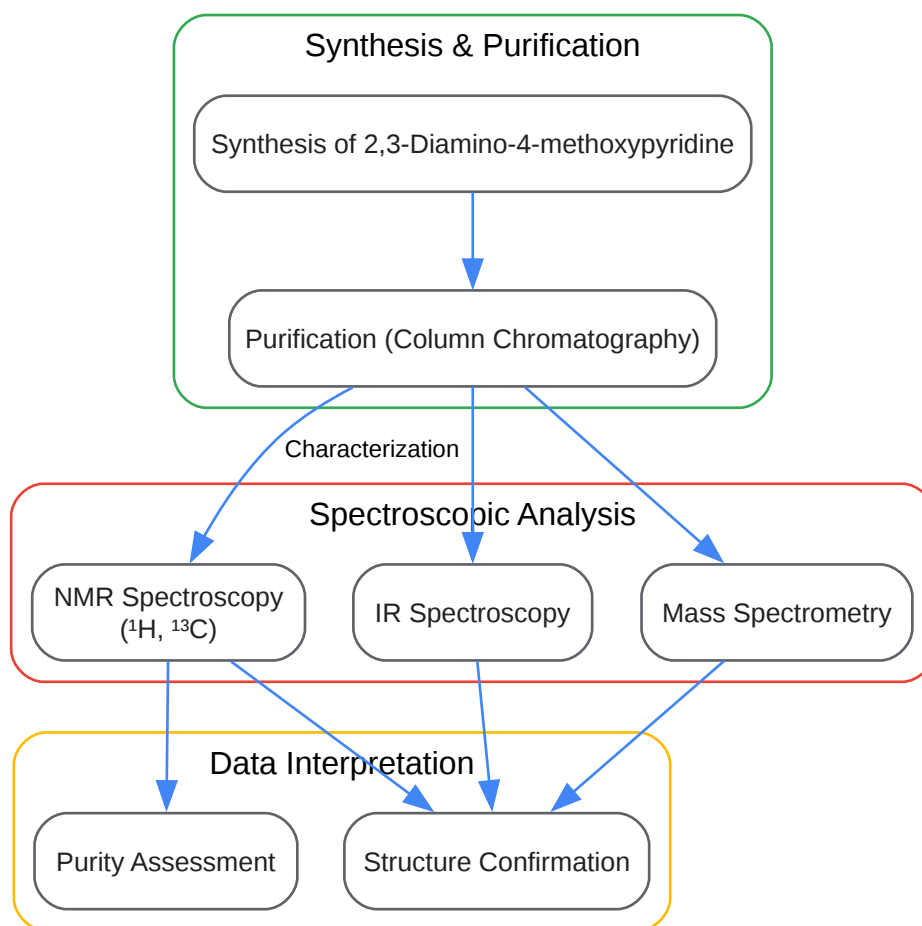 Synthesis & Purification
Synthesis of 2,3-Diamino-4-methoxypyridine
Purification (Column Chromatography)
Characterization
Spectroscopic Analysis
NMR Spectroscopy
(¹H, ¹³C)
IR Spectroscopy
Mass Spectrometry
Data Interpretation
Purity Assessment
Structure Confirmation